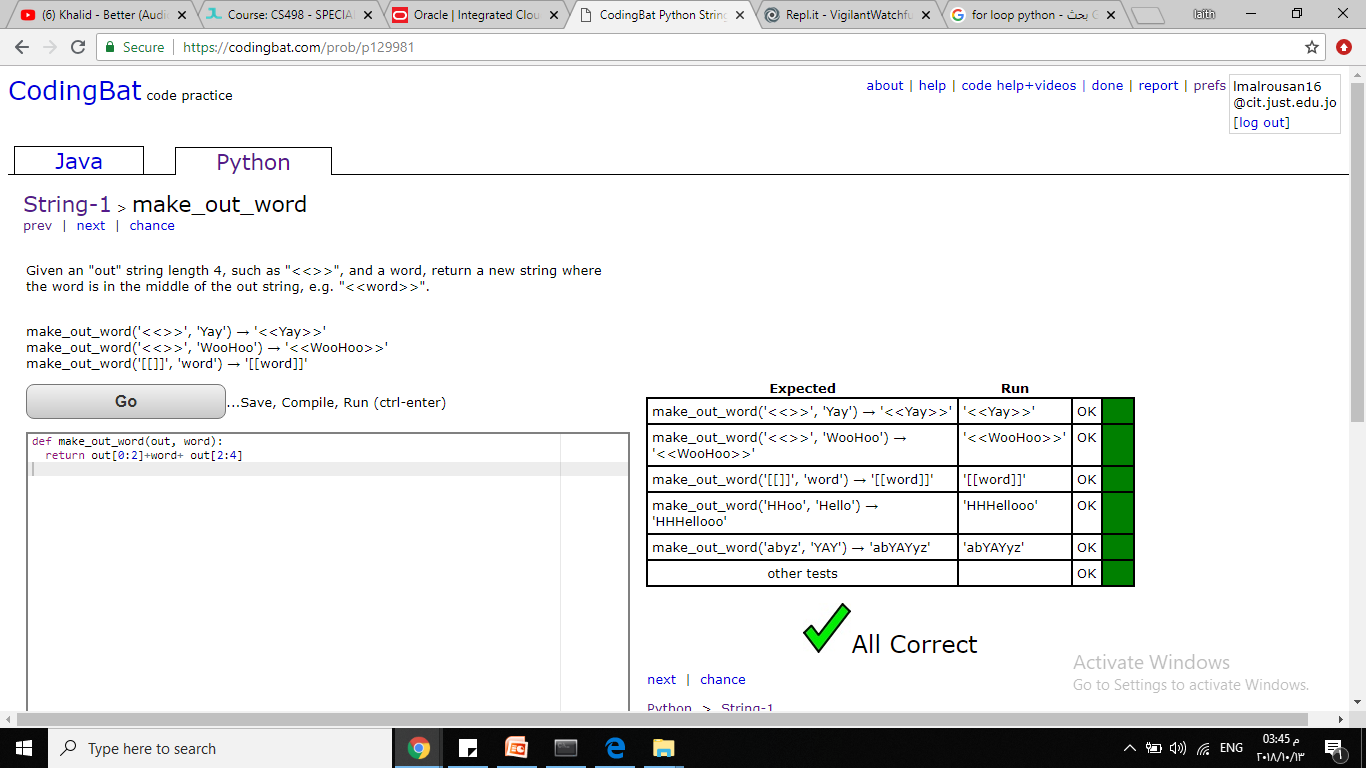 (6) Khalid - Better (Audi
Course: CS498 - SPECIA
Oracle | Integrated Clou
CodingBat Python String
Repl.it - VigilantWatchfu
for loop python - بحث G
laith
Secure https://codingbat.com/prob/p129981
CodingBat code practice
about | help | code help+videos | done | report | prefs
lmalrousan16
@cit.just.edu.jo
[log out]
Java
Python
String-1 > make_out_word
prev | next | chance
Given an "out" string length 4, such as "<<>>", and a word, return a new string where
the word is in the middle of the out string, e.g. "<<word>>".
make_out_word('<<>>', 'Yay') → '<<Yay>>'
make_out_word('<<>>', 'WooHoo') → '<<WooHoo>>'
make_out_word('[[]]', 'word') → '[[word]]'
Go
...Save, Compile, Run (ctrl-enter)
def make_out_word(out, word):
return out[0:2]+word+ out[2:4]
Expected Run
make_out_word('<<>>', 'Yay') → '<<Yay>>' '<<Yay>>' OK
make_out_word('<<>>', 'WooHoo') → '<<WooHoo>>' OK
'<<WooHoo>>'
make_out_word('[[]]', 'word') → '[[word]]' '[[word]]' OK
make_out_word('HHoo', 'Hello') → 'HHHellooo' OK
'HHHellooo'
make_out_word('abyz', 'YAY') → 'abYAYyz' 'abYAYyz' OK
other tests OK
All Correct
next | chance
Python > String-1
Activate Windows
Go to Settings to activate Windows.
Type here to search
ENG
03:45 م
٢٠١٨/١٠/١٣
1